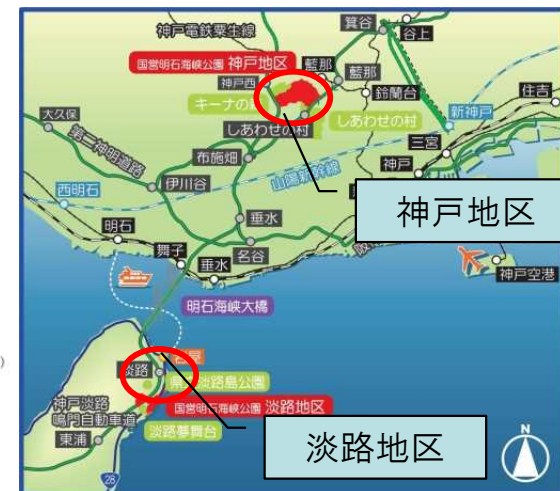 神戸電鉄粟生線
箕谷
谷上
国営明石海峡公園 神戸地区
藍那
藍那
神戸西
鈴蘭台
住吉
キーナの
大久保
しあわせの村
しあわせの村
新神戸
第二神明道路
布施畑
三宮
神戸
伊川谷
山陽新幹線
西明石
神戸地区
垂水
明石
舞子
名谷
垂水
神戸空港
明石海峡大橋
淡路
県立淡路島公園
神戸淡路
鳴門自動車道
国営明石海峡公園 淡路地区
淡路夢舞台
東浦
淡路地区
N
28